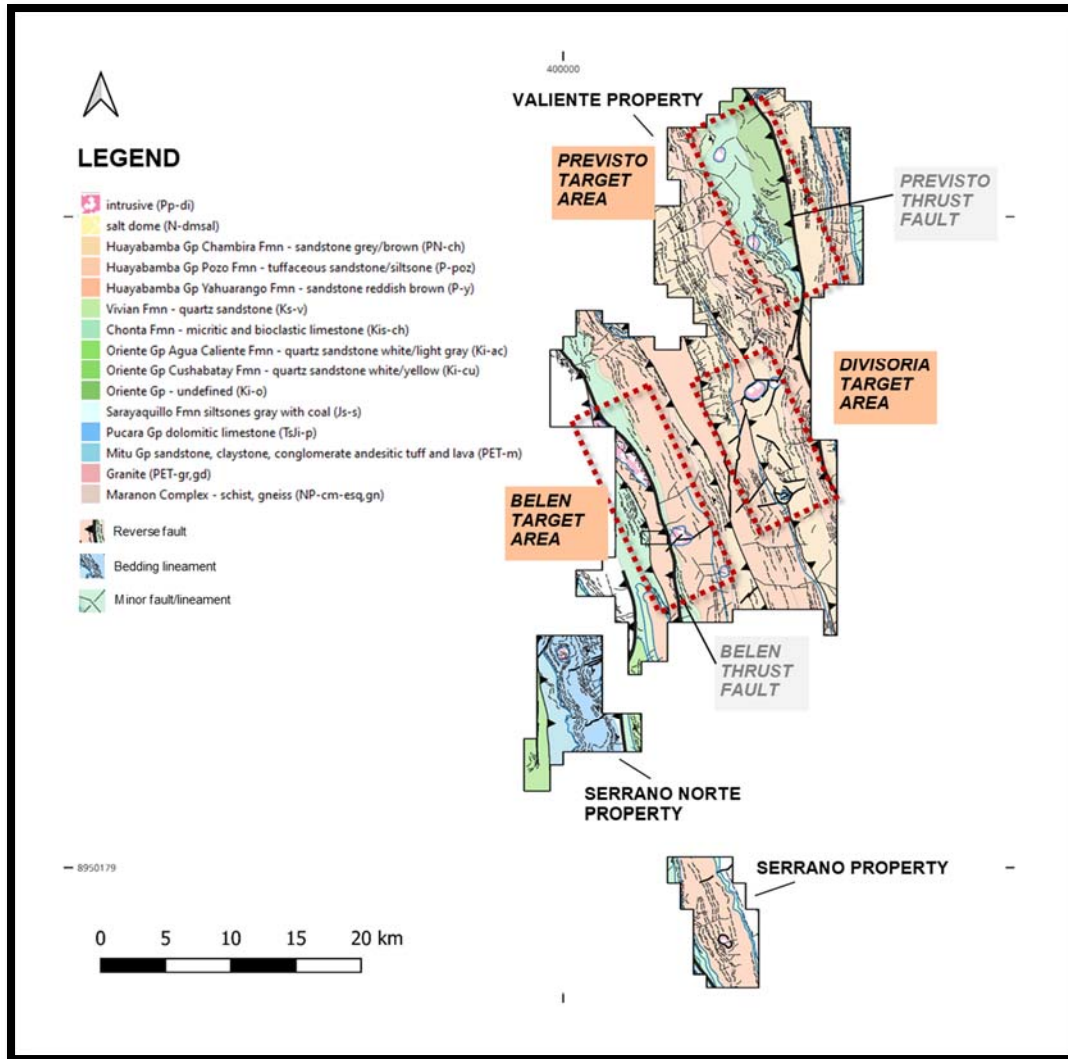 400000
VALIENTE PROPERTY
LEGEND
PREVISTO
TARGET
AREA
PREVISTO
THRUST
FAULT
intrusive (Pp-di)
salt dome (N-dmsal)
Huayabamba Gp Chambira Fmn - sandstone grey/brown (PN-ch)
Huayabamba Gp Pozo Fmn - tuffaceous sandstone/siltsone (P-poz)
Huayabamba Gp Yahuarango Fmn - sandstone reddish brown (P-y)
Vivian Fmn - quartz sandstone (Ks-v)
Chonta Fmn - micritic and bioclastic limestone (Kis-ch)
Oriente Gp Agua Caliente Fmn - quartz sandstone white/light gray (Ki-ac)
Oriente Gp Cushabatay Fmn - quartz sandstone white/yellow (Ki-cu)
Oriente Gp - undefined (Ki-o)
Sarayaquillo Fmn siltsones gray with coal (Js-s)
Pucara Gp dolomitic limestone (TsJi-p)
Mitu Gp sandstone, claystone, conglomerate andesitic tuff and lava (PET-m)
Granite (PET-gr,gd)
Maranon Complex - schist, gneiss (NP-cm-esq,gn)
Reverse fault
Bedding lineament
Minor fault/lineament
DIVISORIA
TARGET
AREA
BELEN
TARGET
AREA
BELEN
THRUST
FAULT
SERRANO NORTE
PROPERTY
8950179
SERRANO PROPERTY
0 5 10 15 20 km